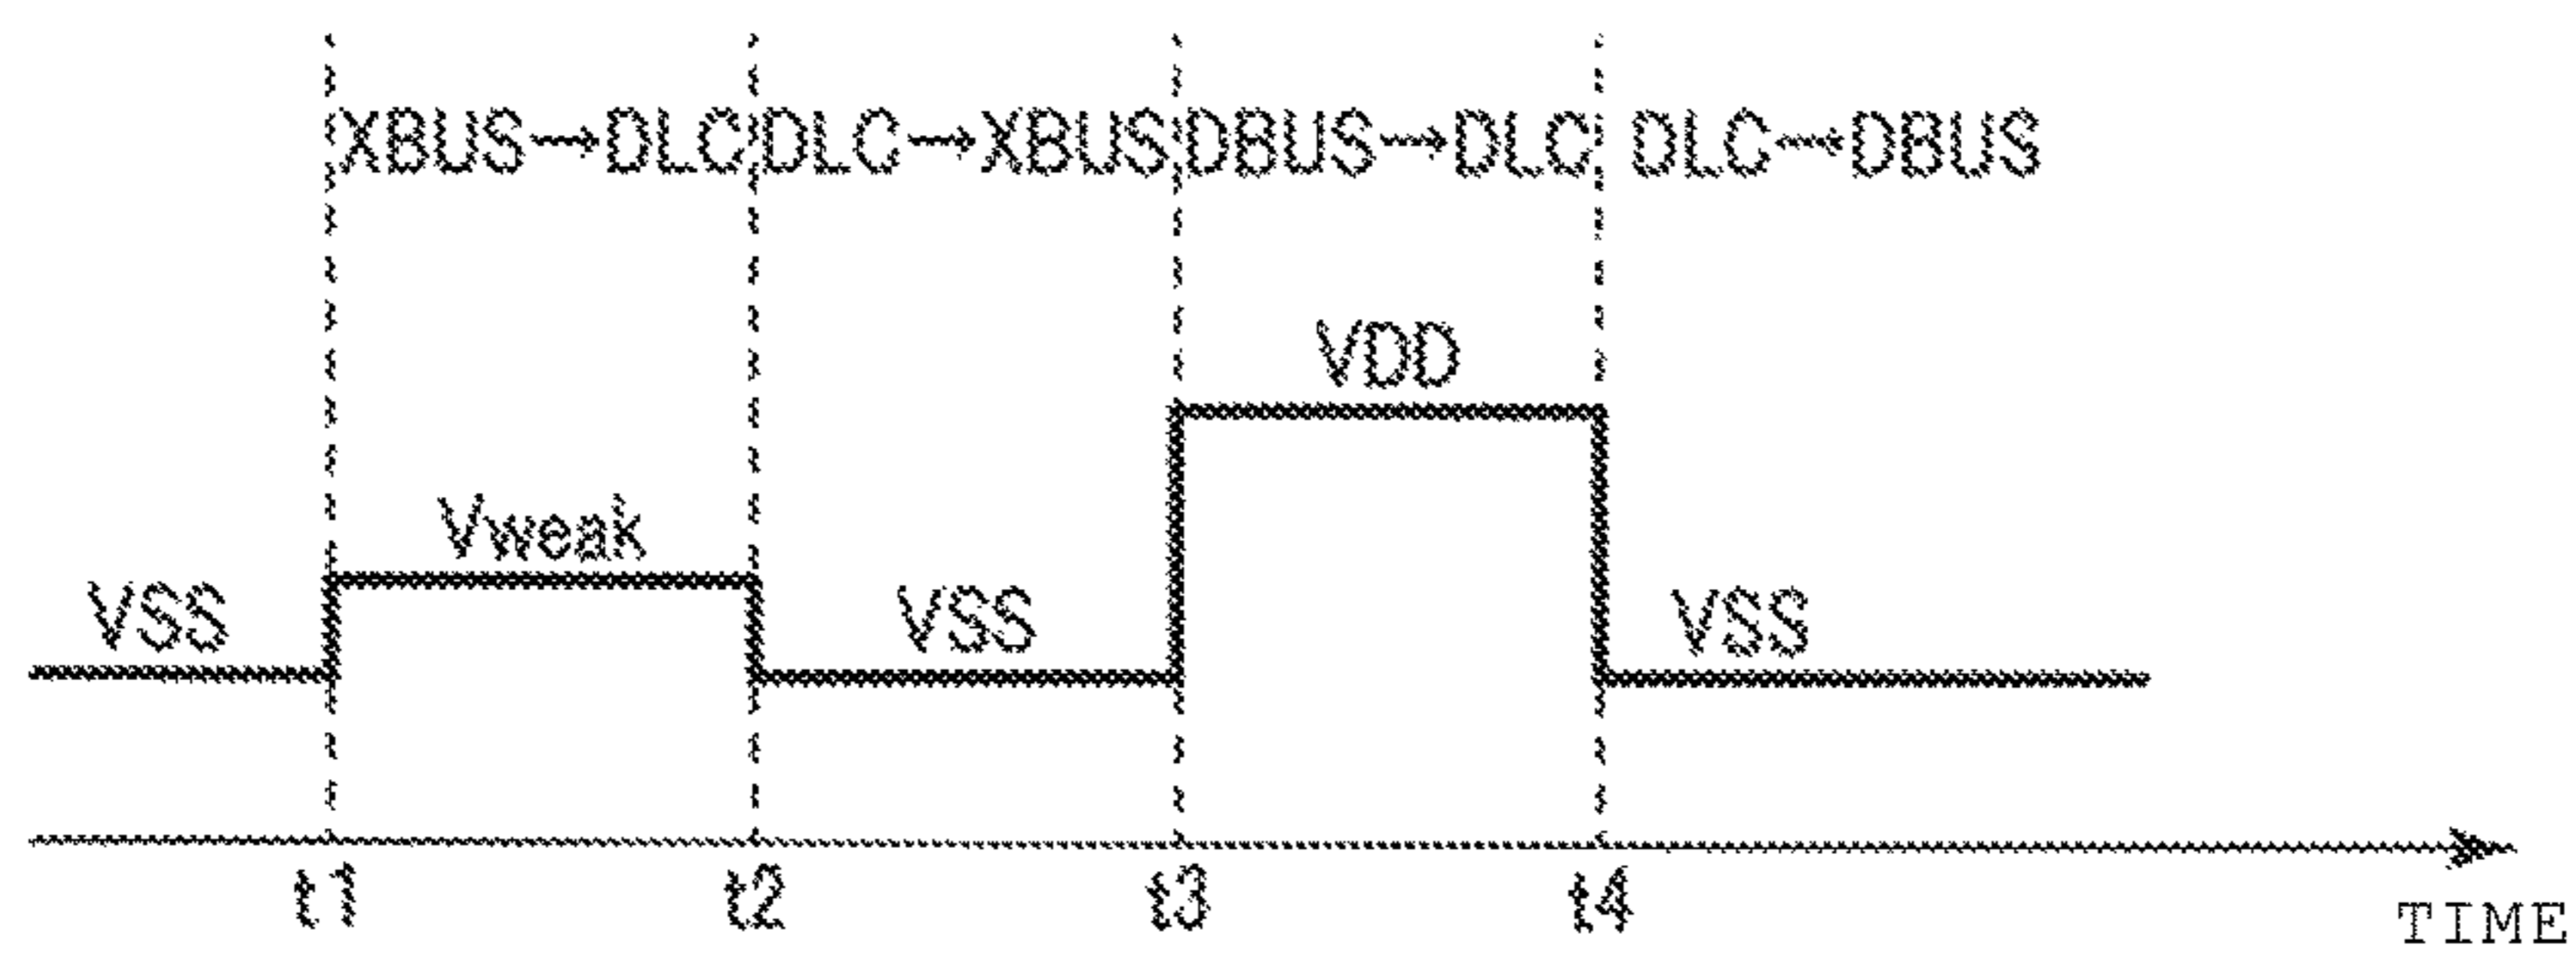 XBUS→DLC DLC→XBUS DBUS→DLC DLC→DBUS
VDD
Vweak
VSS VSS VSS
t1 t2 t3 t4
TIME